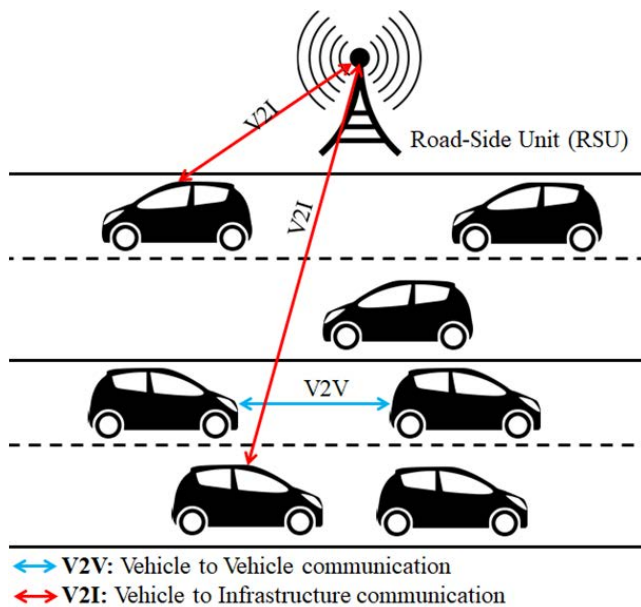 V2I
Road-Side Unit (RSU)
V2I
V2V
V2V: Vehicle to Vehicle communication
V2I: Vehicle to Infrastructure communication